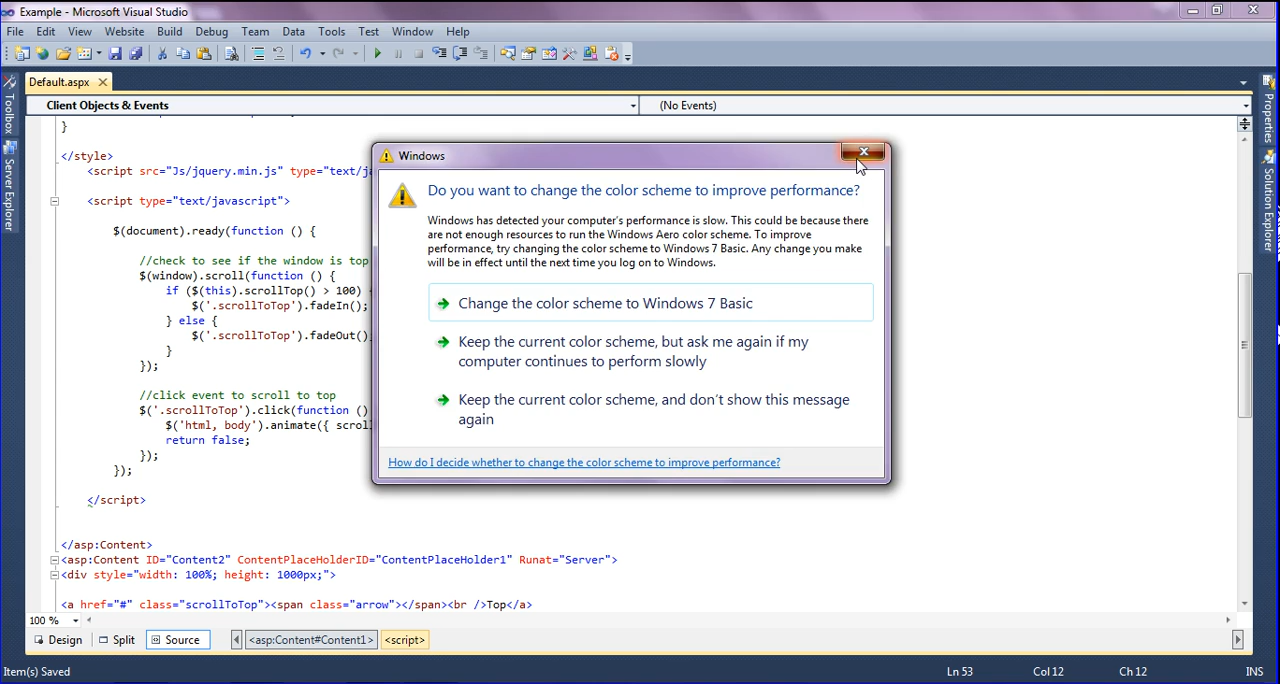 Example - Microsoft Visual Studio
File Edit View Website Build Debug Team Data Tools Test Window Help
Default.aspx
Client Objects & Events (No Events)
Toolbox
Server Explorer
Properties
Solution Explorer
}
</style>
<script src="Js/jquery.min.js" type="text/ja
<script type="text/javascript">
$(document).ready(function () {
//check to see if the window is top
$(window).scroll(function () {
if ($(this).scrollTop() > 100) {
$('.scrollToTop').fadeIn();
} else {
$('.scrollToTop').fadeOut()
}
});
//click event to scroll to top
$('.scrollToTop').click(function ()
$('html, body').animate({ scrol
return false;
});
});
</script>
</asp:Content>
<asp:Content ID="Content2" ContentPlaceHolderID="ContentPlaceHolder1" Runat="Server">
<div style="width: 100%; height: 1000px;">
<a href="#" class="scrollToTop"><span class="arrow"></span><br />Top</a>
Windows
Do you want to change the color scheme to improve performance?
Windows has detected your computer's performance is slow. This could be because there
are not enough resources to run the Windows Aero color scheme. To improve
performance, try changing the color scheme to Windows 7 Basic. Any change you make
will be in effect until the next time you log on to Windows.
Change the color scheme to Windows 7 Basic
Keep the current color scheme, but ask me again if my
computer continues to perform slowly
Keep the current color scheme, and don't show this message
again
How do I decide whether to change the color scheme to improve performance?
100 %
Design Split Source <asp:Content#Content1> <script>
Item(s) Saved Ln 53 Col 12 Ch 12 INS